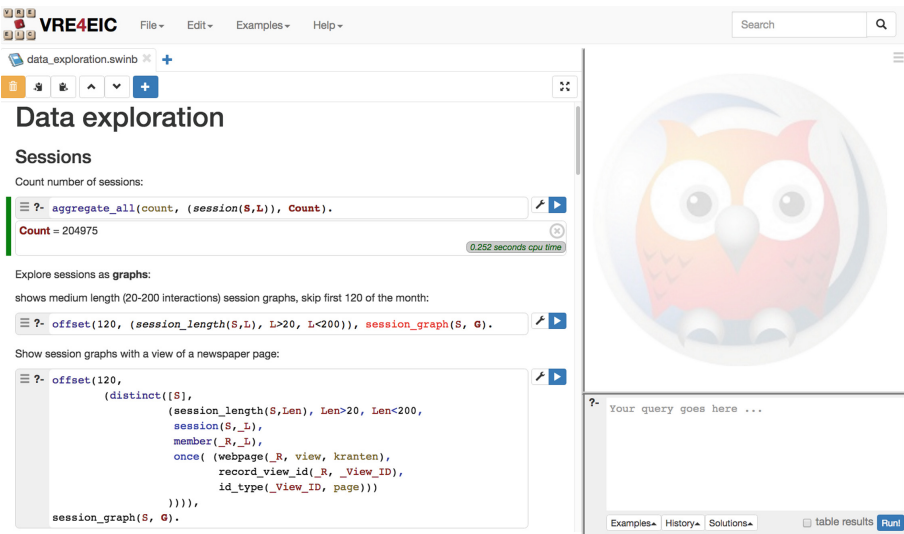 VRE
EIC
VRE4EIC File Edit Examples Help Search
data_exploration.swinb
Data exploration
Sessions
Count number of sessions:
?- aggregate_all(count, (session(S,L)), Count).
Count = 204975
0.252 seconds cpu time
Explore sessions as graphs:
shows medium length (20-200 interactions) session graphs, skip first 120 of the month:
?- offset(120, (session_length(S,L), L>20, L<200)), session_graph(S, G).
Show session graphs with a view of a newspaper page:
?- offset(120,
(distinct([S],
(session_length(S,Len), Len>20, Len<200,
session(S,_L),
member(_R,_L),
once( (webpage(_R, view, kranten),
record_view_id(_R, _View_ID),
id_type(_View_ID, page)))
)))),
session_graph(S, G).
?- Your query goes here ...
Examples History Solutions table results Run!